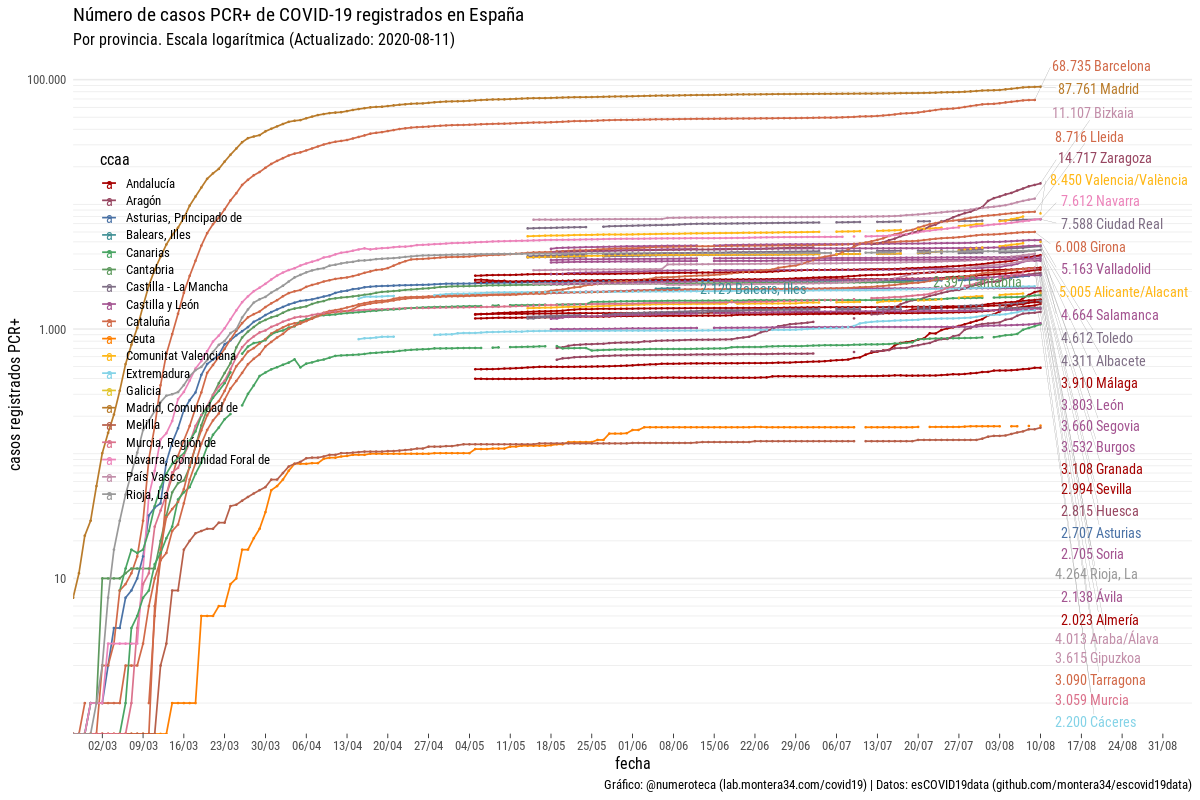 Número de casos PCR+ de COVID-19 registrados en España
Por provincia. Escala logarítmica (Actualizado: 2020-08-11)
100.000
1.000
10
casos registrados PCR+
ccaa
a Andalucía
a Aragón
a Asturias, Principado de
a Balears, Illes
a Canarias
a Cantabria
a Castilla - La Mancha
a Castilla y León
a Cataluña
a Ceuta
a Comunitat Valenciana
a Extremadura
a Galicia
a Madrid, Comunidad de
a Melilla
a Murcia, Región de
a Navarra, Comunidad Foral de
a País Vasco
a Rioja, La
2.129 Balears, Illes
2.397 Cantabria
68.735 Barcelona
87.761 Madrid
11.107 Bizkaia
8.716 Lleida
14.717 Zaragoza
8.450 Valencia/València
7.612 Navarra
7.588 Ciudad Real
6.008 Girona
5.163 Valladolid
5.005 Alicante/Alacant
4.664 Salamanca
4.612 Toledo
4.311 Albacete
3.910 Málaga
3.803 León
3.660 Segovia
3.532 Burgos
3.108 Granada
2.994 Sevilla
2.815 Huesca
2.707 Asturias
2.705 Soria
4.264 Rioja, La
2.138 Ávila
2.023 Almería
4.013 Araba/Álava
3.615 Gipuzkoa
3.090 Tarragona
3.059 Murcia
2.200 Cáceres
02/03 09/03 16/03 23/03 30/03 06/04 13/04 20/04 27/04 04/05 11/05 18/05 25/05 01/06 08/06 15/06 22/06 29/06 06/07 13/07 20/07 27/07 03/08 10/08 17/08 24/08 31/08
fecha
Gráfico: @numeroteca (lab.montera34.com/covid19) | Datos: esCOVID19data (github.com/montera34/escovid19data)